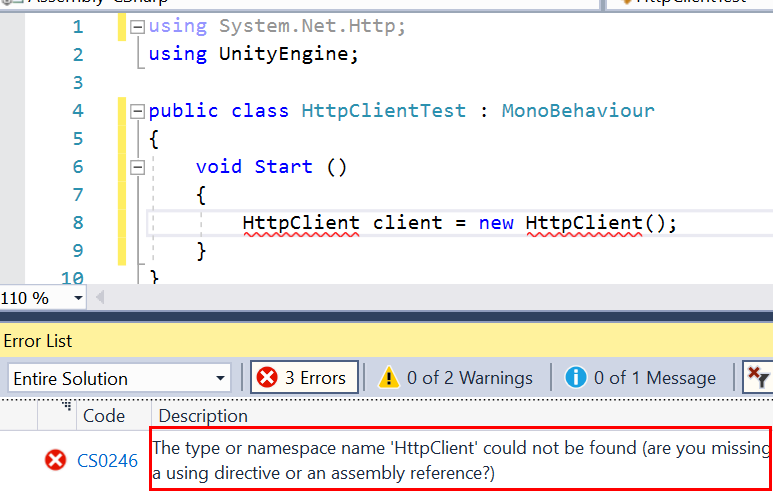 Assembly-CSharp
HttpClientTest
1 using System.Net.Http;
2 using UnityEngine;
3
4 public class HttpClientTest : MonoBehaviour
5 {
6 void Start ()
7 {
8 HttpClient client = new HttpClient();
9 }
10 }
110 %
Error List
Entire Solution
3 Errors
0 of 2 Warnings
0 of 1 Message
Code
Description
CS0246
The type or namespace name 'HttpClient' could not be found (are you missing
a using directive or an assembly reference?)